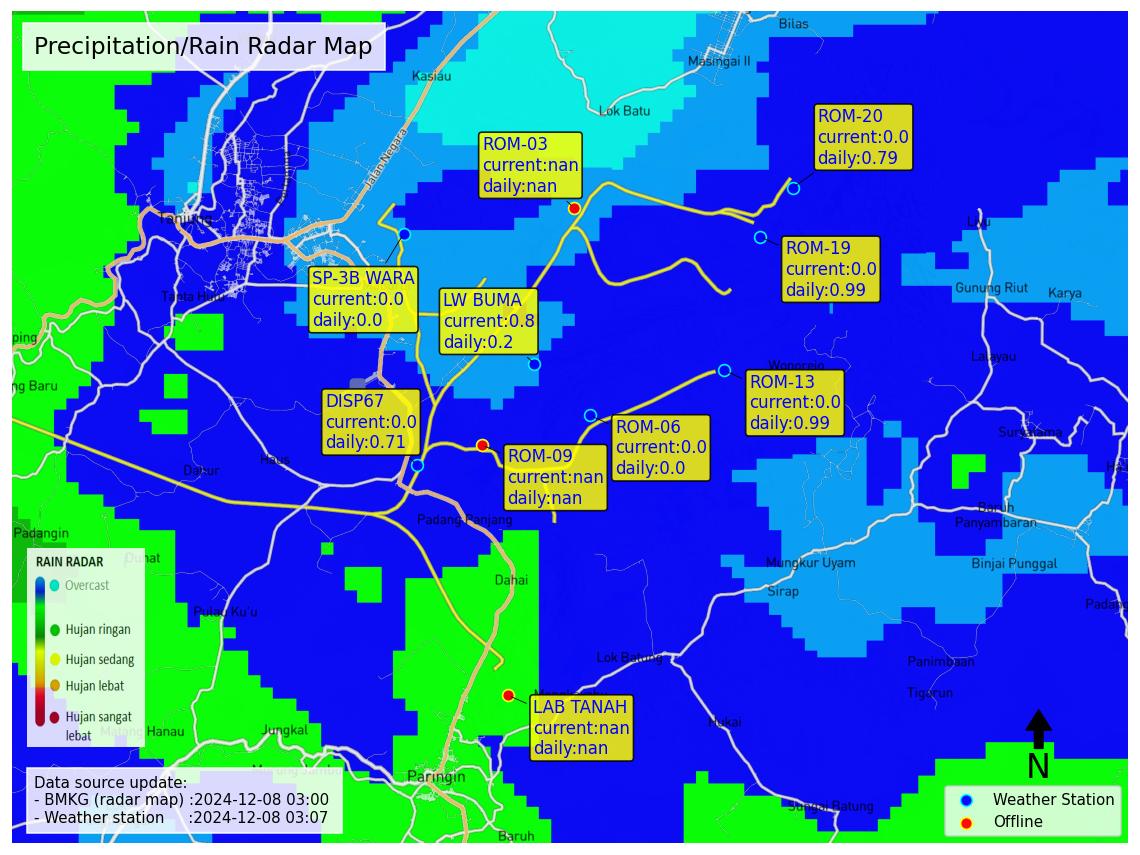 Precipitation/Rain Radar Map
Bilas
Masingai II
Kasiau
Lok Batu
Jalan Negara
ROM-20
current:0.0
daily:0.79
ROM-03
current:nan
daily:nan
Tanjung
Liyu
ROM-19
current:0.0
daily:0.99
SP-3B WARA
current:0.0
daily:0.0
LW BUMA
current:0.8
daily:0.2
Tanta Hulu
Gunung Riut
Karya
ping
Lalayau
Wonorejo
ROM-13
current:0.0
daily:0.99
ng Baru
DISP67
current:0.0
daily:0.71
ROM-06
current:0.0
daily:0.0
Suryatama
ROM-09
current:nan
daily:nan
Haus
Dahur
Ha
Baruh
Panyambaran
Padang Panjang
Padangin
Duhat
Mungkur Uyam
Binjai Punggal
Dahai
Sirap
Pulau Ku'u
Padang
Lok Batung
Panimbaan
Tigarun
LAB TANAH
current:nan
daily:nan
Hukai
Matang Hanau
Jungkal
Paringin
Sungai Batung
Baruh
RAIN RADAR
Overcast
Hujan ringan
Hujan sedang
Hujan lebat
Hujan sangat
lebat
Data source update:
- BMKG (radar map) :2024-12-08 03:00
- Weather station :2024-12-08 03:07
N
Weather Station
Offline